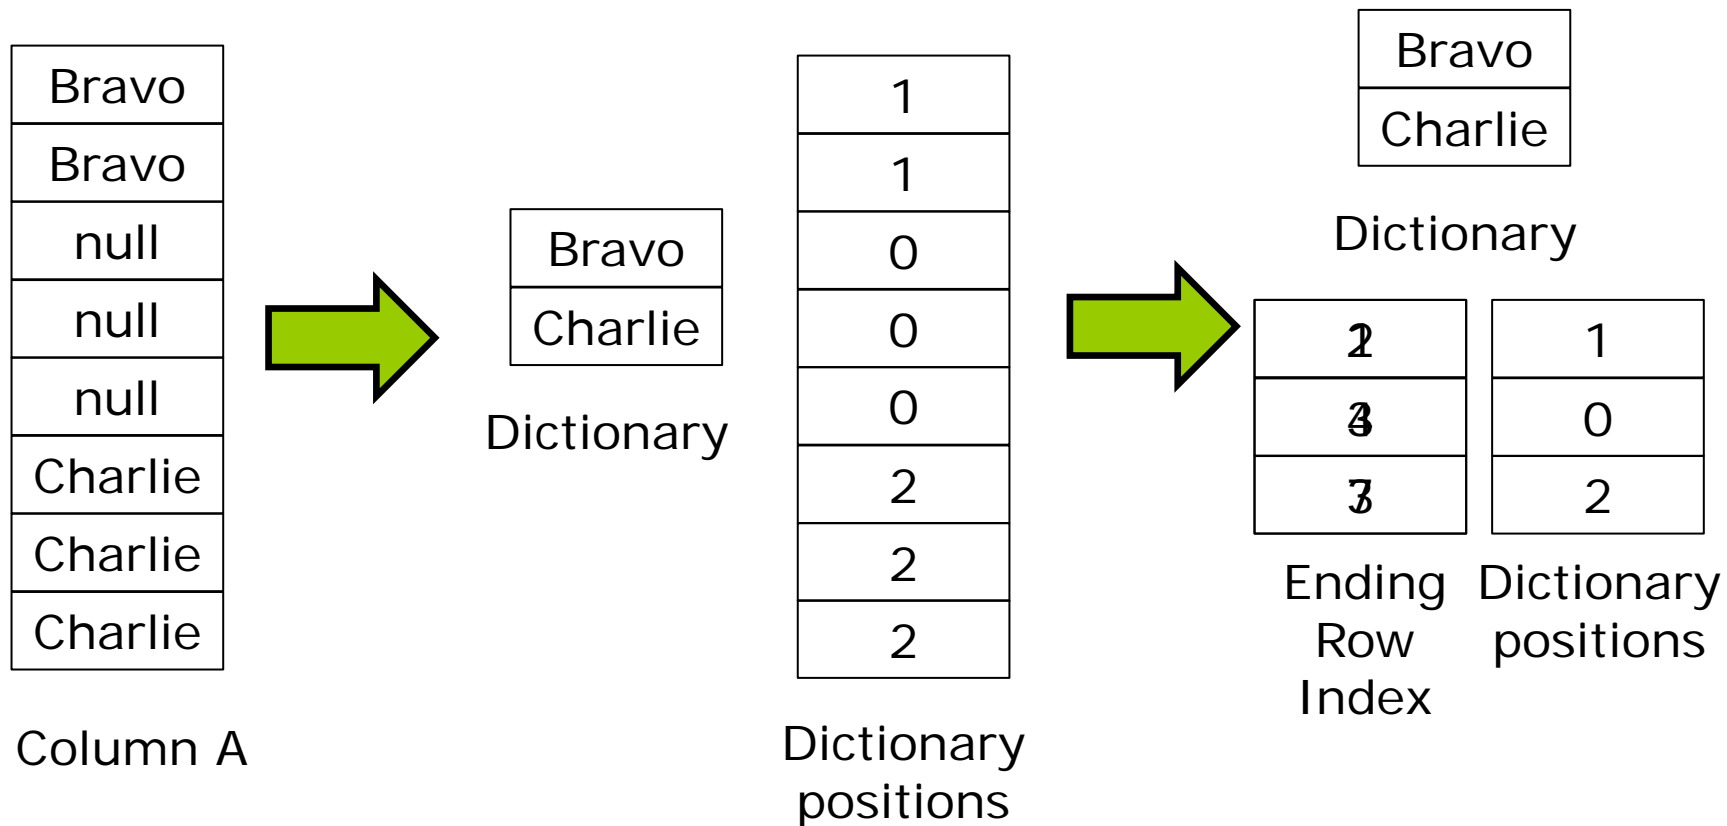 Bravo
Bravo
null
null
null
Charlie
Charlie
Charlie
Column A
Bravo
Charlie
Dictionary
1
1
0
0
0
2
2
2
Dictionary
positions
Bravo
Charlie
Dictionary
Ending
Row
Index
1
0
2
Dictionary
positions